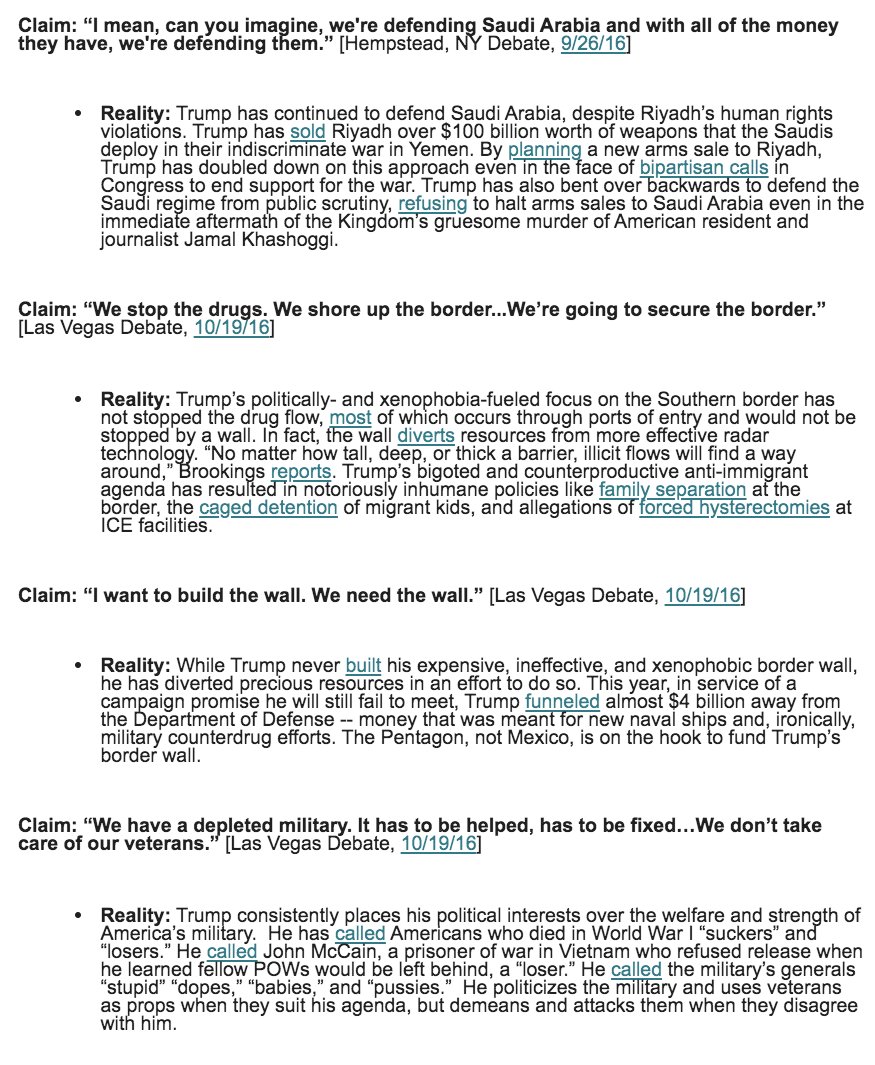 Claim: “I mean, can you imagine, we're defending Saudi Arabia and with all of the money
they have, we're defending them.” [Hempstead, NY Debate, 9/26/16]
• Reality: Trump has continued to defend Saudi Arabia, despite Riyadh’s human rights
violations. Trump has sold Riyadh over $100 billion worth of weapons that the Saudis
deploy in their indiscriminate war in Yemen. By planning a new arms sale to Riyadh,
Trump has doubled down on this approach even in the face of bipartisan calls in
Congress to end support for the war. Trump has also bent over backwards to defend the
Saudi regime from public scrutiny, refusing to halt arms sales to Saudi Arabia even in the
immediate aftermath of the Kingdom’s gruesome murder of American resident and
journalist Jamal Khashoggi.
Claim: “We stop the drugs. We shore up the border...We’re going to secure the border.”
[Las Vegas Debate, 10/19/16]
• Reality: Trump’s politically- and xenophobia-fueled focus on the Southern border has
not stopped the drug flow, most of which occurs through ports of entry and would not be
stopped by a wall. In fact, the wall diverts resources from more effective radar
technology. “No matter how tall, deep, or thick a barrier, illicit flows will find a way
around,” Brookings reports. Trump’s bigoted and counterproductive anti-immigrant
agenda has resulted in notoriously inhumane policies like family separation at the
border, the caged detention of migrant kids, and allegations of forced hysterectomies at
ICE facilities.
Claim: “I want to build the wall. We need the wall.” [Las Vegas Debate, 10/19/16]
• Reality: While Trump never built his expensive, ineffective, and xenophobic border wall,
he has diverted precious resources in an effort to do so. This year, in service of a
campaign promise he will still fail to meet, Trump funneled almost $4 billion away from
the Department of Defense -- money that was meant for new naval ships and, ironically,
military counterdrug efforts. The Pentagon, not Mexico, is on the hook to fund Trump’s
border wall.
Claim: “We have a depleted military. It has to be helped, has to be fixed…We don’t take
care of our veterans.” [Las Vegas Debate, 10/19/16]
• Reality: Trump consistently places his political interests over the welfare and strength of
America’s military.  He has called Americans who died in World War I “suckers” and
“losers.” He called John McCain, a prisoner of war in Vietnam who refused release when
he learned fellow POWs would be left behind, a “loser.” He called the military’s generals
“stupid” “dopes,” “babies,” and “pussies.”  He politicizes the military and uses veterans
as props when they suit his agenda, but demeans and attacks them when they disagree
with him.